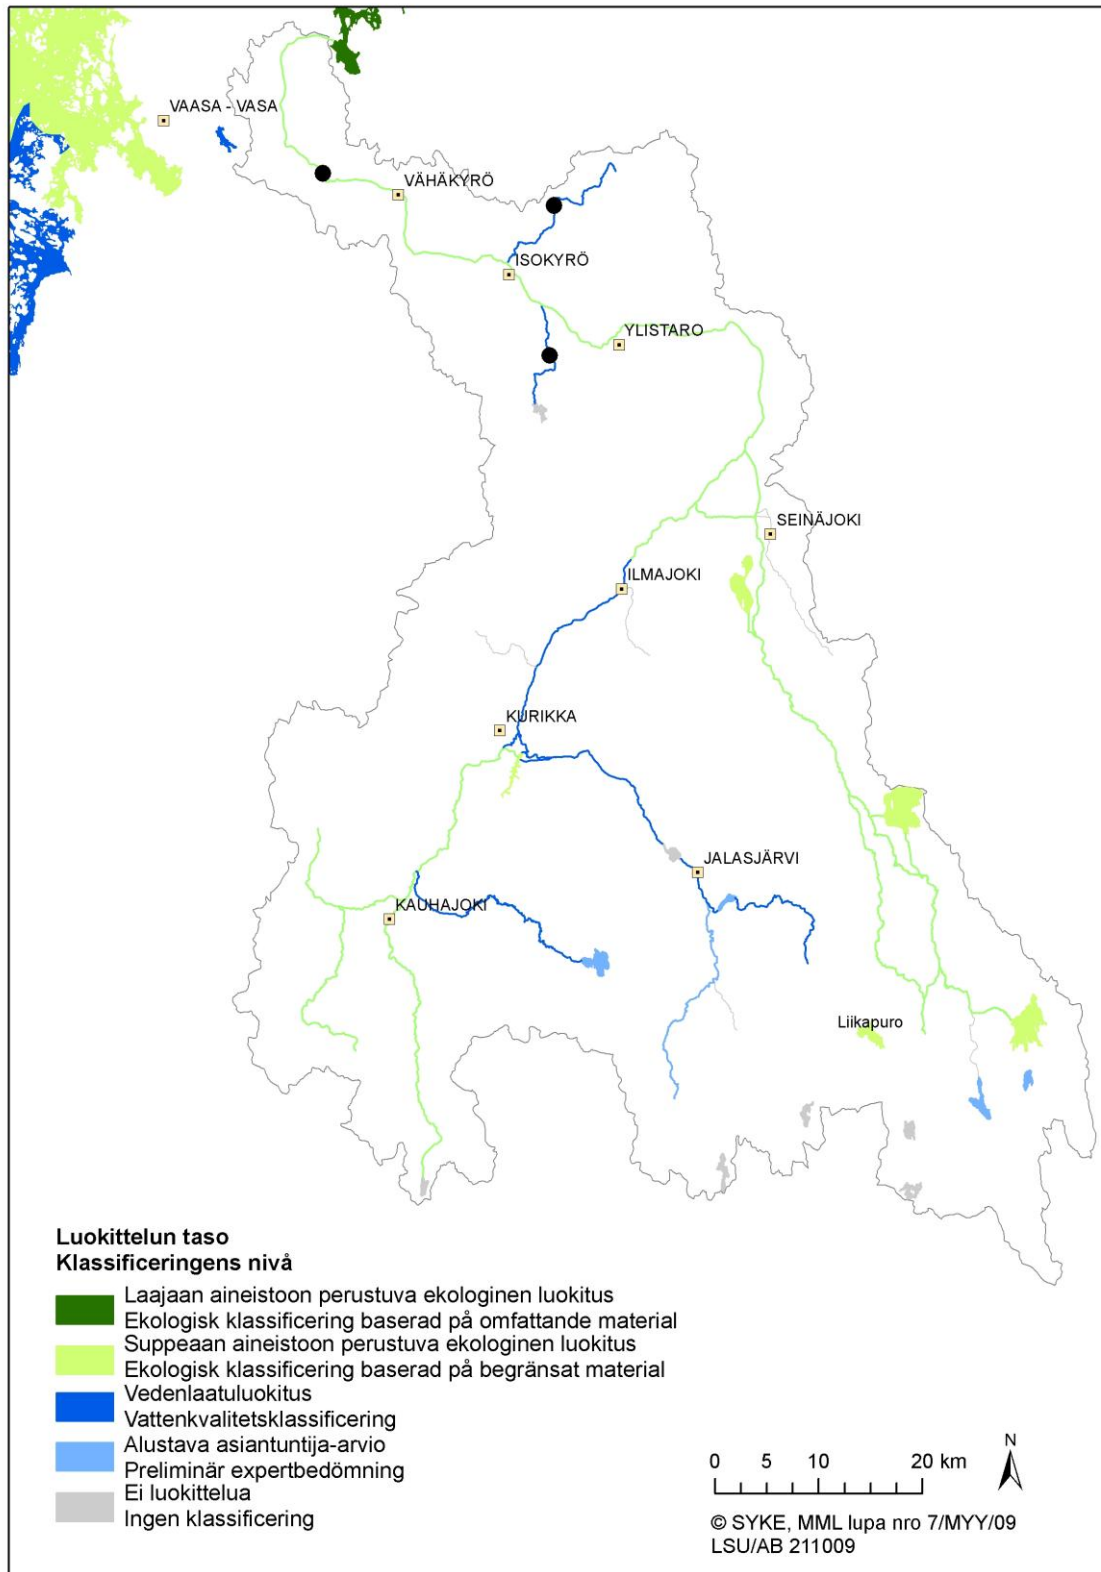 VAASA - VASA
VÄHÄKYRÖ
ISOKYRÖ
YLISTARO
SEINÄJOKI
ILMAJOKI
KURIKKA
JALASJÄRVI
KAUHAJOKI
Liikapuro
Luokittelun taso
Klassificeringens nivå
Laajaan aineistoon perustuva ekologinen luokitus
Ekologisk klassificering baserad på omfattande material
Suppeaan aineistoon perustuva ekologinen luokitus
Ekologisk klassificering baserad på begränsat material
Vedenlaatuluokitus
Vattenkvalitetsklassificering
Alustava asiantuntija-arvio
Preliminär expertbedömning
Ei luokittelua
Ingen klassificering
N
0 5 10 20 km
© SYKE, MML lupa nro 7/MYY/09
LSU/AB 211009